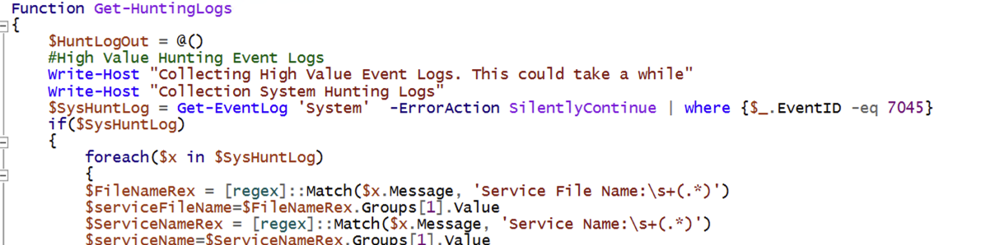 Function Get-HuntingLogs
{
$HuntLogOut = @()
#High Value Hunting Event Logs
Write-Host "Collecting High Value Event Logs. This could take a while"
Write-Host "Collection System Hunting Logs"
$SysHuntLog = Get-EventLog 'System'  -ErrorAction SilentlyContinue | where {$_.EventID -eq 7045}
if($SysHuntLog)
{
foreach($x in $SysHuntLog)
{
$FileNameRex = [regex]::Match($x.Message, 'Service File Name:\s+(.*)')
$serviceFileName=$FileNameRex.Groups[1].Value
$ServiceNameRex = [regex]::Match($x.Message, 'Service Name:\s+(.*)')
$serviceName=$ServiceNameRex.Groups[1].Value